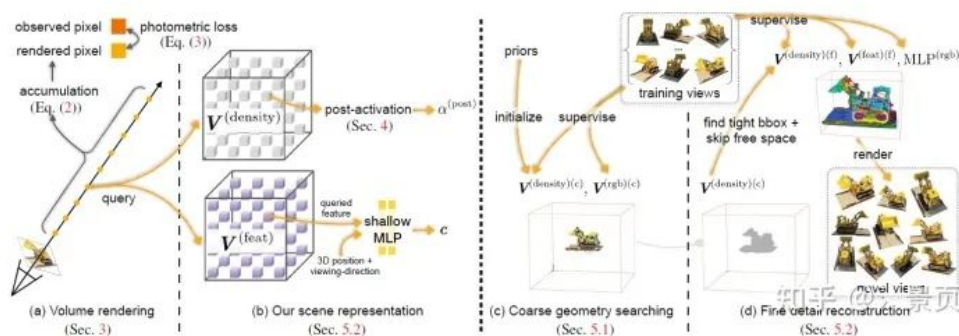 observed pixel
photometric loss
(Eq. (3))
rendered pixel
accumulation
(Eq. (2))
query
V(density)
post-activation
(Sec. 4)
α(post)
V(feat)
queried
feature
shallow
MLP
c
3D position +
viewing-direction
(a) Volume rendering
(Sec. 3)
(b) Our scene representation
(Sec. 5.2)
priors
initialize
supervise
training views
...
V(density)(c), V(rgb)(c)
(c) Coarse geometry searching
(Sec. 5.1)
supervise
V(density)(f), V(feat)(f), MLP(rgb)
find tight bbox +
skip free space
render
V(density)(c)
novel views
(d) Fine detail reconstruction
(Sec. 5.2)
知乎 @
景页